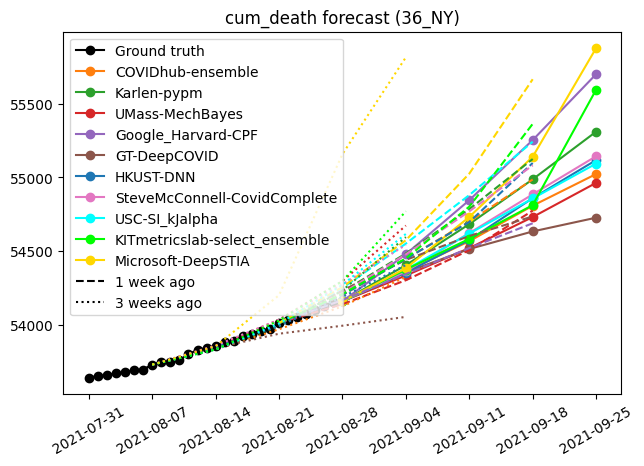 cum_death forecast (36_NY)
Ground truth
COVIDhub-ensemble
Karlen-pypm
UMass-MechBayes
Google_Harvard-CPF
GT-DeepCOVID
HKUST-DNN
SteveMcConnell-CovidComplete
USC-SI_kJalpha
KITmetricslab-select_ensemble
Microsoft-DeepSTIA
1 week ago
3 weeks ago
55500
55000
54500
54000
2021-07-31
2021-08-07
2021-08-14
2021-08-21
2021-08-28
2021-09-04
2021-09-11
2021-09-18
2021-09-25